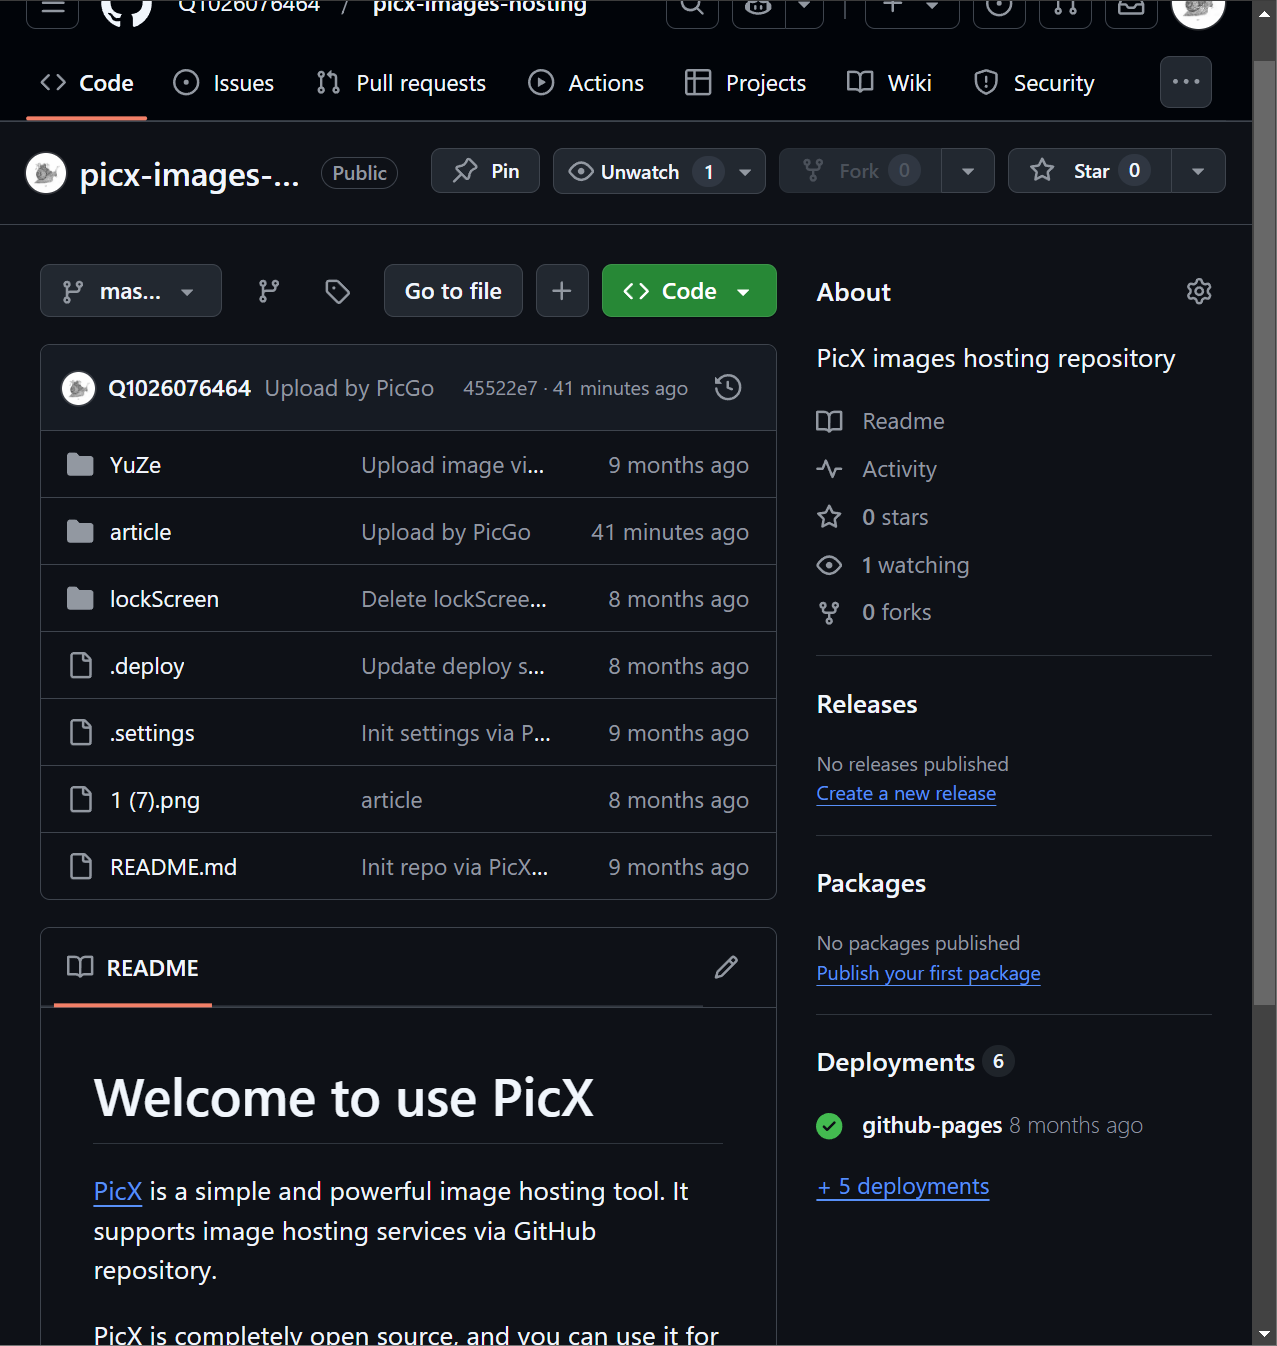 Q1026076464 / picx-images-hosting
Code Issues Pull requests Actions Projects Wiki Security
picx-images-... Public Pin Unwatch 1 Fork 0 Star 0
mas... Go to file Code
Q1026076464 Upload by PicGo 45522e7 · 41 minutes ago
YuZe Upload image vi... 9 months ago
article Upload by PicGo 41 minutes ago
lockScreen Delete lockScree... 8 months ago
.deploy Update deploy s... 8 months ago
.settings Init settings via P... 9 months ago
1 (7).png article 8 months ago
README.md Init repo via PicX... 9 months ago
README
Welcome to use PicX
PicX is a simple and powerful image hosting tool. It
supports image hosting services via GitHub
repository.
PicX is completely open source, and you can use it for
About
PicX images hosting repository
Readme
Activity
0 stars
1 watching
0 forks
Releases
No releases published
Create a new release
Packages
No packages published
Publish your first package
Deployments 6
github-pages 8 months ago
+ 5 deployments